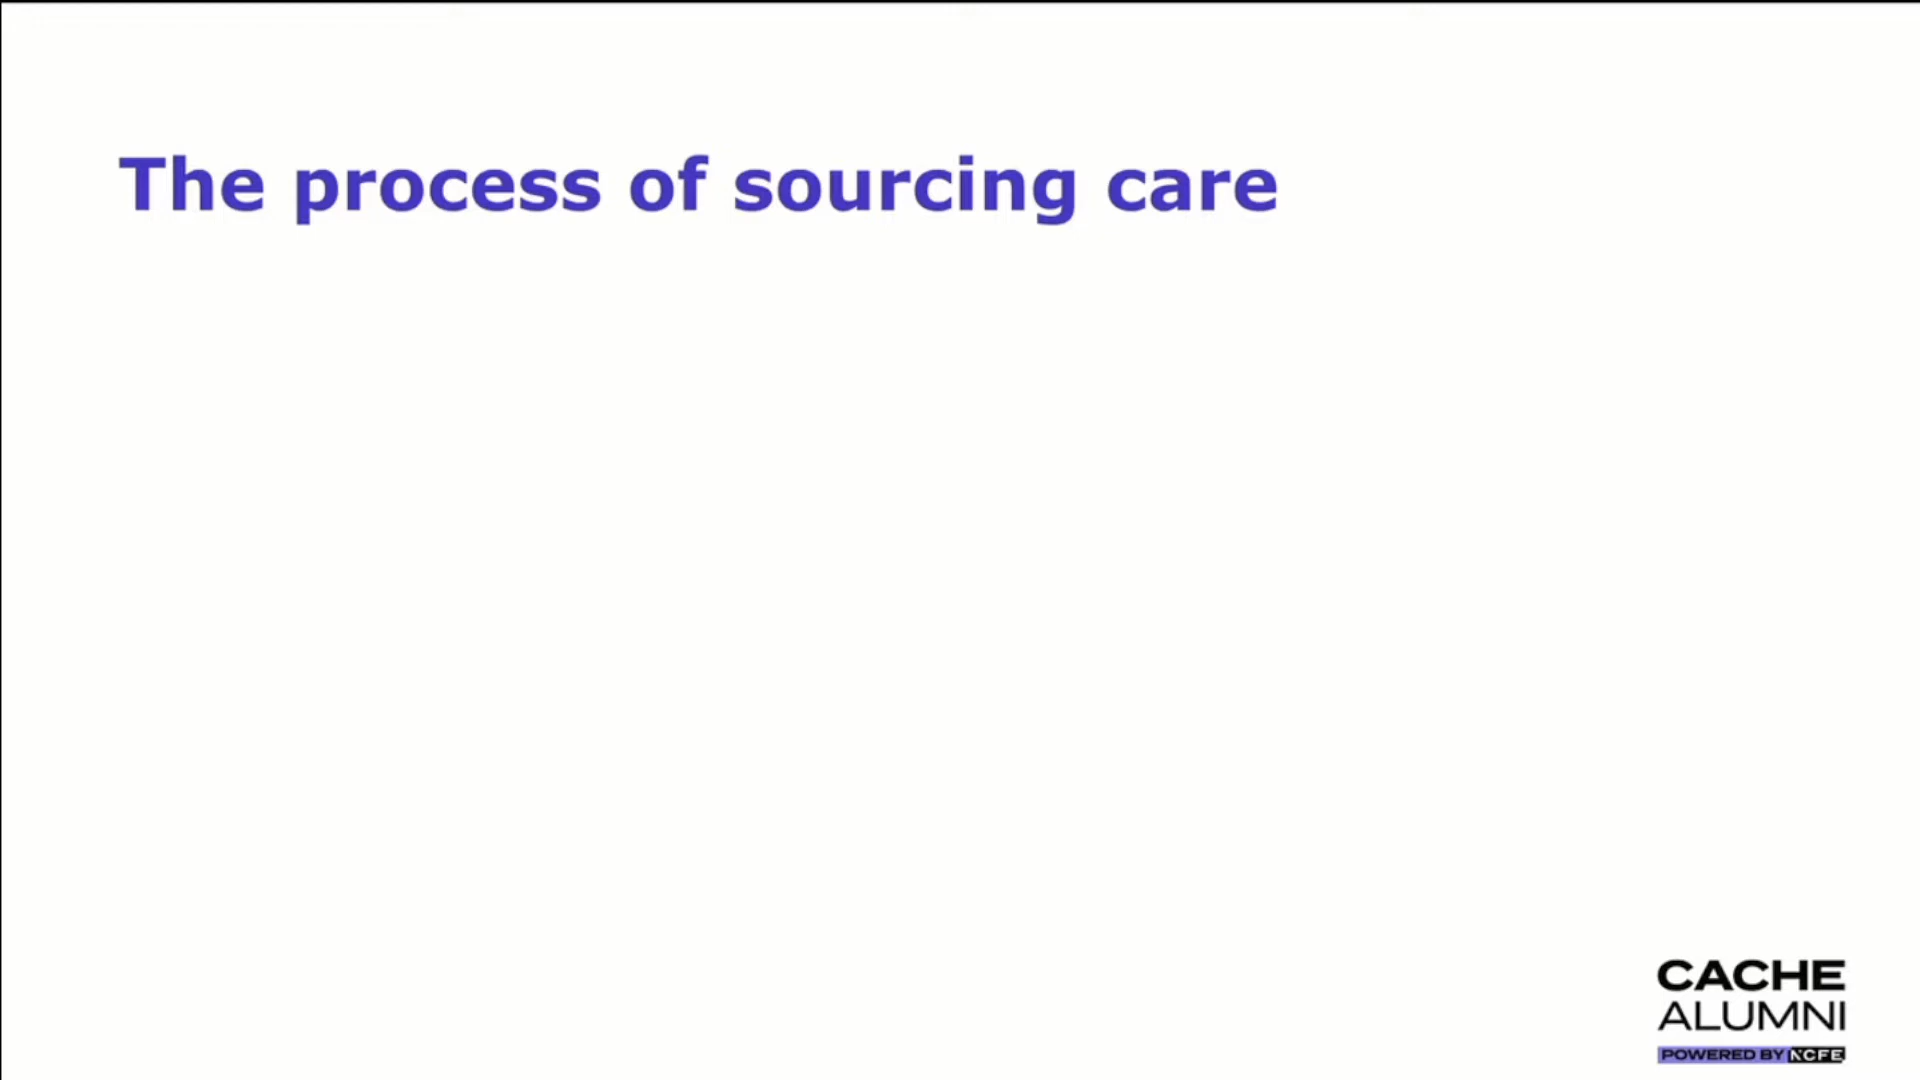 The process of sourcing care
CACHE
ALUMNI
POWERED BY NCFE